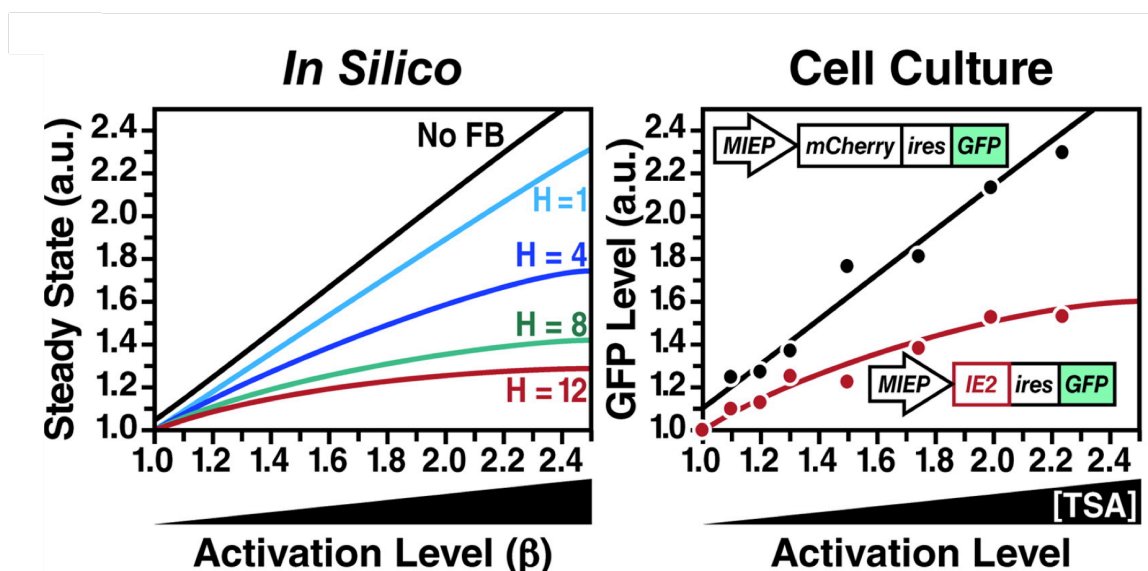 In Silico
Steady State (a.u.)
2.4
2.2
2.0
1.8
1.6
1.4
1.2
1.0
No FB
H =1
H = 4
H = 8
H = 12
1.0 1.2 1.4 1.6 1.8 2.0 2.2 2.4
Activation Level (β)
Cell Culture
GFP Level (a.u.)
2.4
2.2
2.0
1.8
1.6
1.4
1.2
1.0
MIEP mCherry ires GFP
MIEP IE2 ires GFP
1.0 1.2 1.4 1.6 1.8 2.0 2.2 2.4
[TSA]
Activation Level